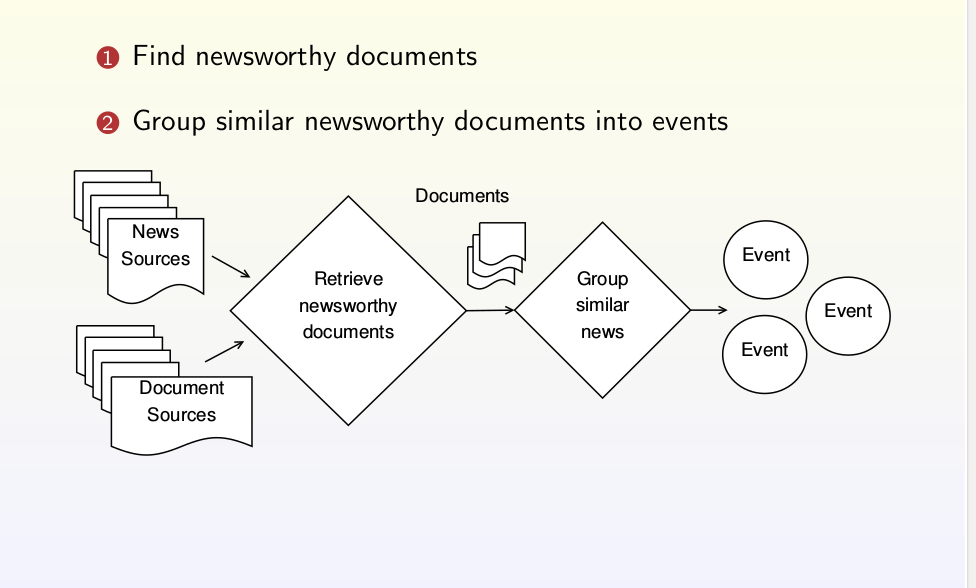 1 Find newsworthy documents
2 Group similar newsworthy documents into events
News
Sources
Document
Sources
Retrieve
newsworthy
documents
Documents
Group
similar
news
Event
Event
Event